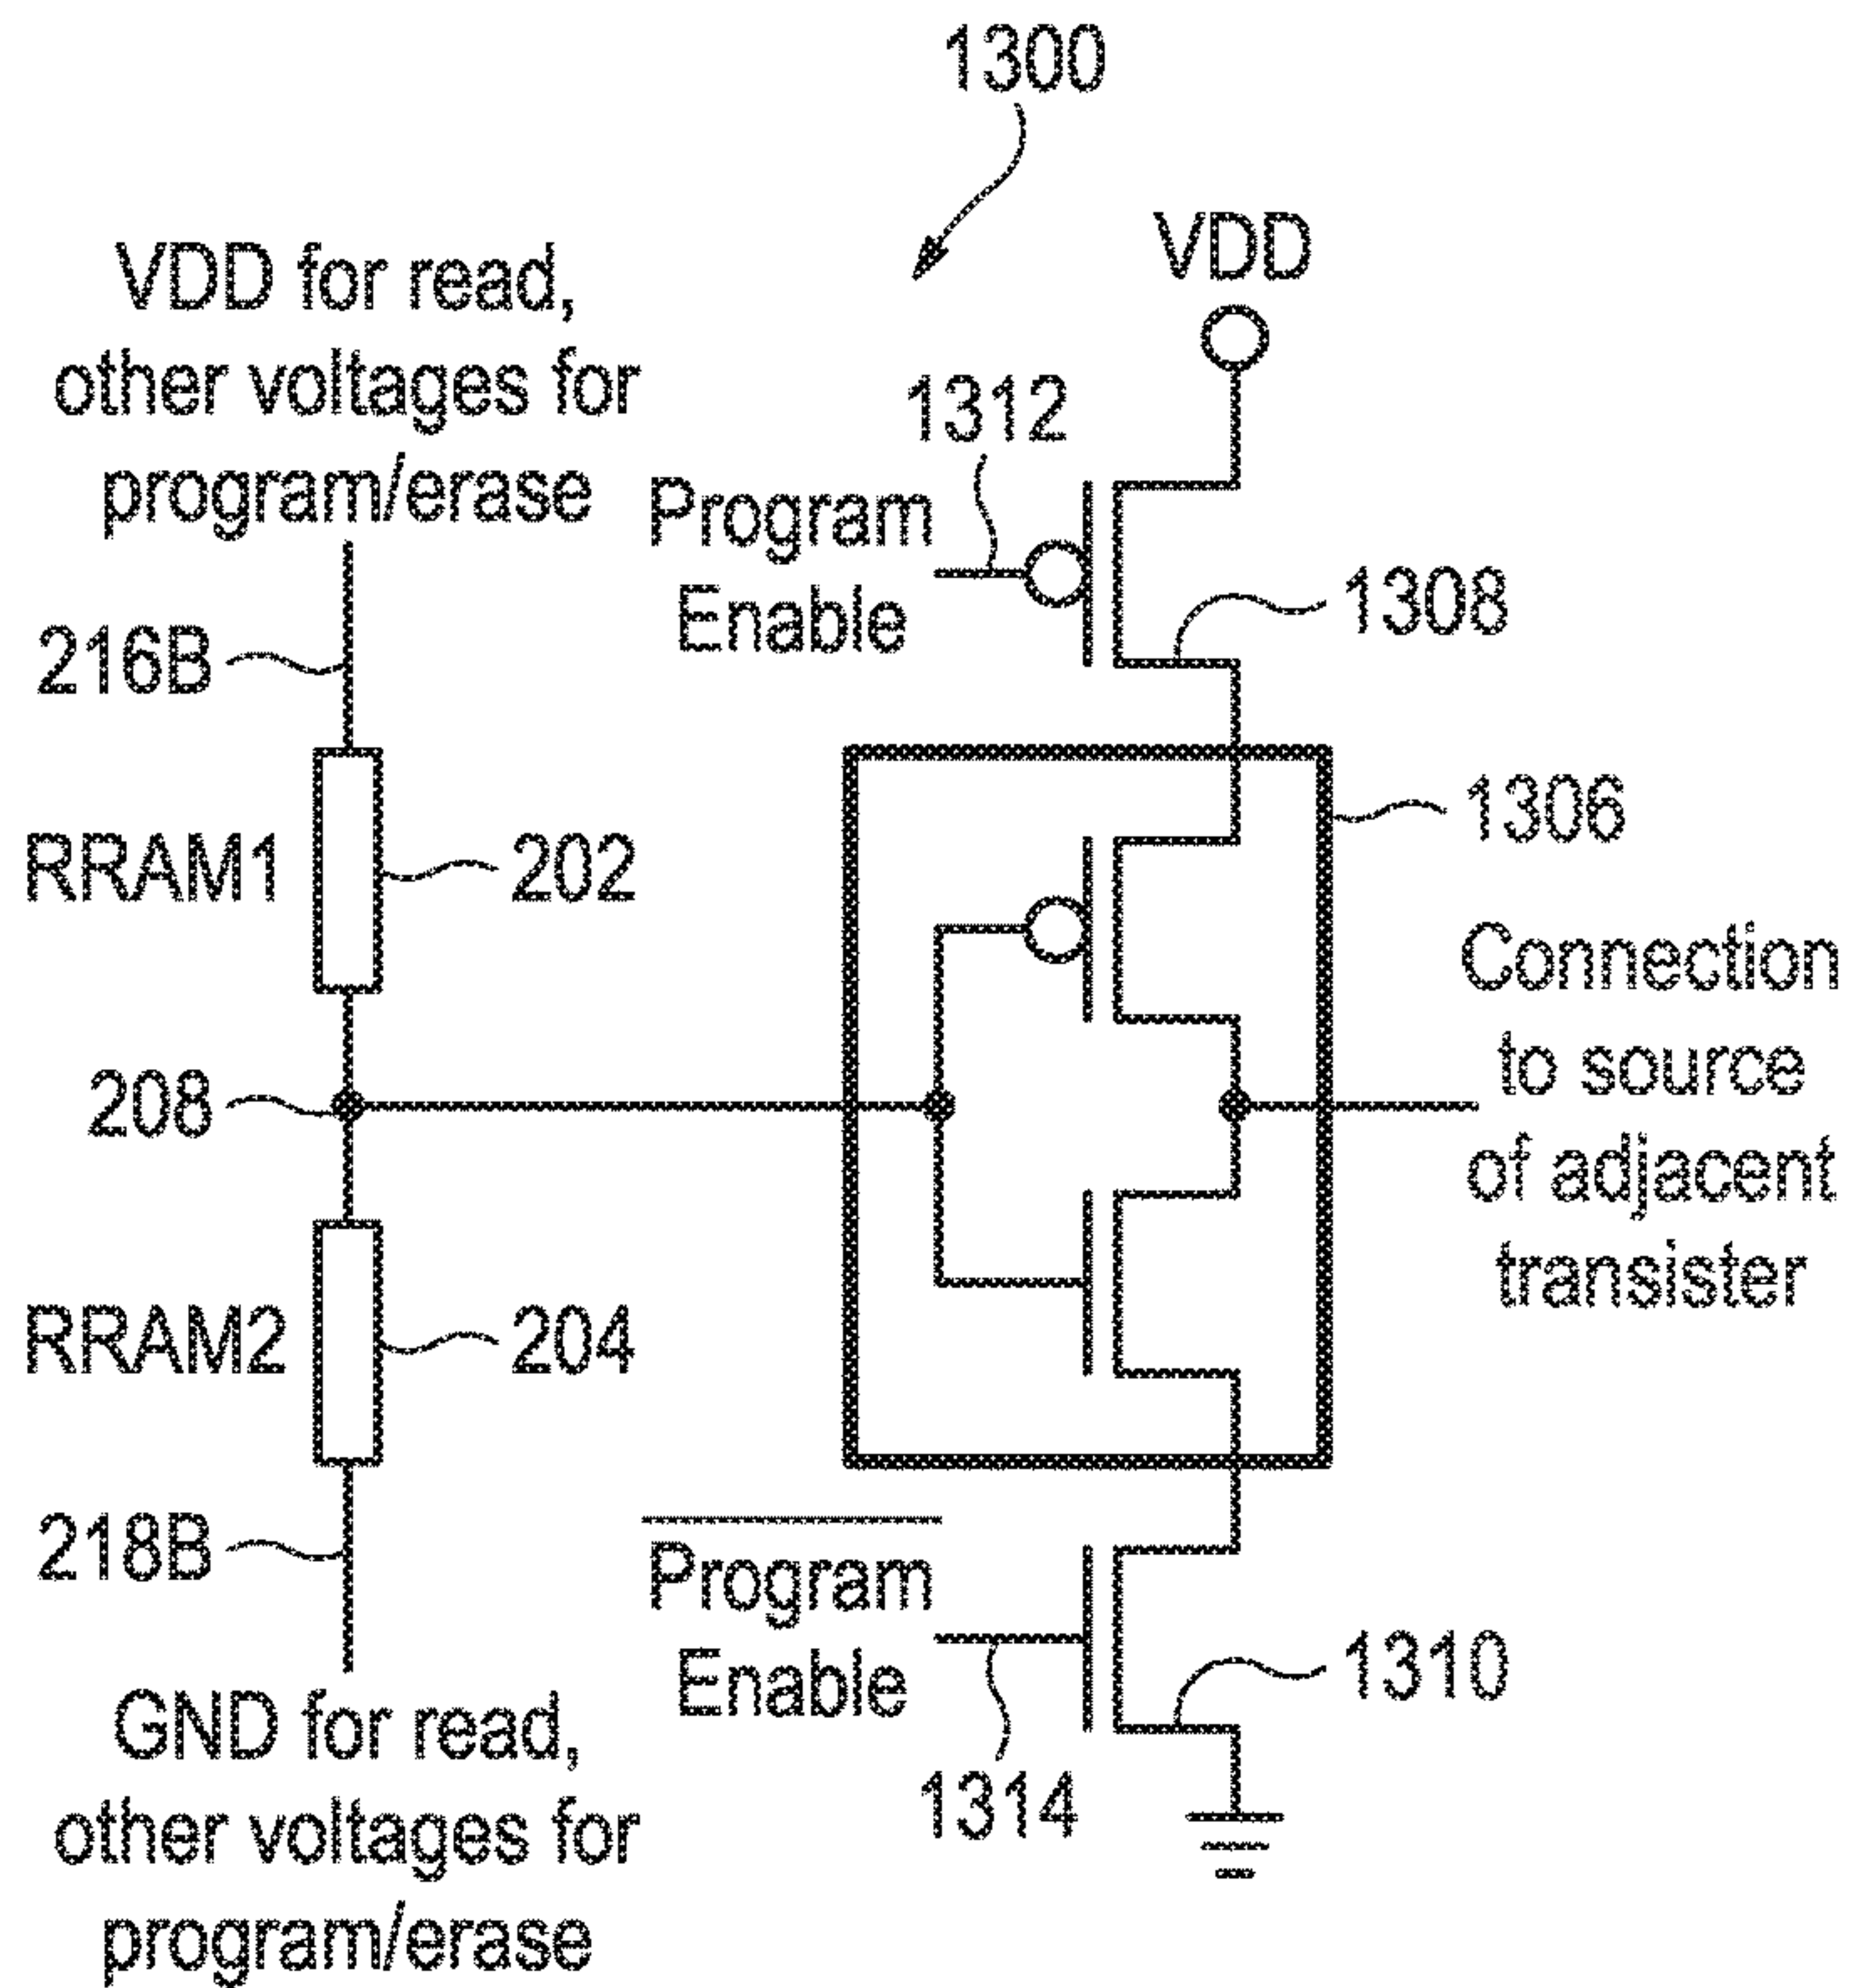 1300
VDD
VDD for read,
other voltages for
program/erase
1312
Program
Enable
1308
216B
1306
RRAM1
202
Connection
to source
of adjacent
transister
208
RRAM2
204
218B
Program
Enable
1310
1314
GND for read,
other voltages for
program/erase